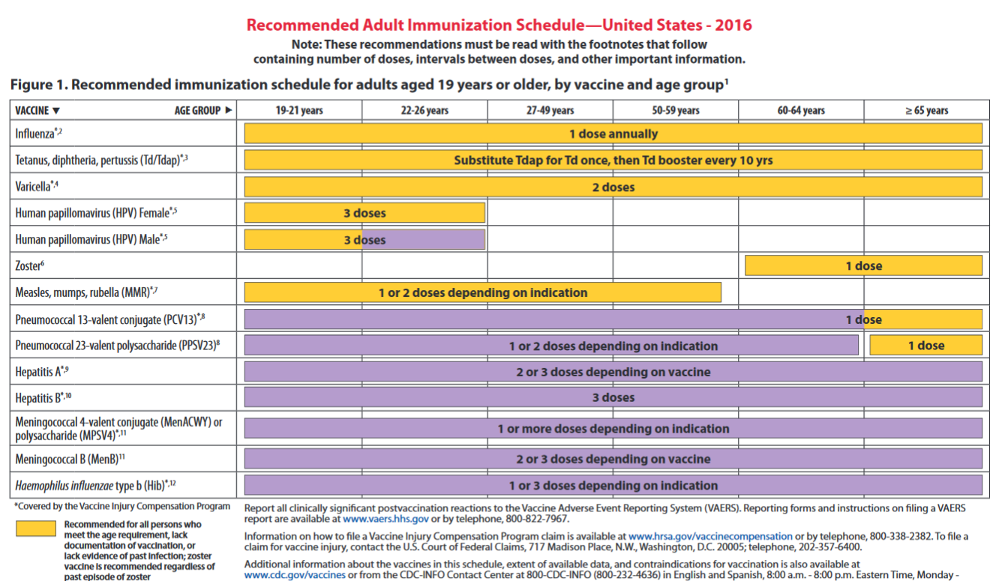 Recommended Adult Immunization Schedule—United States - 2016
Note: These recommendations must be read with the footnotes that follow
containing number of doses, intervals between doses, and other important information.
Figure 1. Recommended immunization schedule for adults aged 19 years or older, by vaccine and age group¹
VACCINE ▼ AGE GROUP ► 19-21 years 22-26 years 27-49 years 50-59 years 60-64 years ≥ 65 years
Influenza*,² 1 dose annually
Tetanus, diphtheria, pertussis (Td/Tdap)*,³ Substitute Tdap for Td once, then Td booster every 10 yrs
Varicella*,⁴ 2 doses
Human papillomavirus (HPV) Female*,⁵ 3 doses
Human papillomavirus (HPV) Male*,⁵ 3 doses
Zoster⁶ 1 dose
Measles, mumps, rubella (MMR)*,⁷ 1 or 2 doses depending on indication
Pneumococcal 13-valent conjugate (PCV13)*,⁸ 1 dose
Pneumococcal 23-valent polysaccharide (PPSV23)⁸ 1 or 2 doses depending on indication 1 dose
Hepatitis A*,⁹ 2 or 3 doses depending on vaccine
Hepatitis B*,¹⁰ 3 doses
Meningococcal 4-valent conjugate (MenACWY) or
polysaccharide (MPSV4)*,¹¹ 1 or more doses depending on indication
Meningococcal B (MenB)¹¹ 2 or 3 doses depending on vaccine
Haemophilus influenzae type b (Hib)*,¹² 1 or 3 doses depending on indication
*Covered by the Vaccine Injury Compensation Program
Recommended for all persons who
meet the age requirement, lack
documentation of vaccination, or
lack evidence of past infection; zoster
vaccine is recommended regardless of
past episode of zoster
Report all clinically significant postvaccination reactions to the Vaccine Adverse Event Reporting System (VAERS). Reporting forms and instructions on filing a VAERS
report are available at www.vaers.hhs.gov or by telephone, 800-822-7967.
Information on how to file a Vaccine Injury Compensation Program claim is available at www.hrsa.gov/vaccinecompensation or by telephone, 800-338-2382. To file a
claim for vaccine injury, contact the U.S. Court of Federal Claims, 717 Madison Place, N.W., Washington, D.C. 20005; telephone, 202-357-6400.
Additional information about the vaccines in this schedule, extent of available data, and contraindications for vaccination is also available at
www.cdc.gov/vaccines or from the CDC-INFO Contact Center at 800-CDC-INFO (800-232-4636) in English and Spanish, 8:00 a.m. - 8:00 p.m. Eastern Time, Monday -